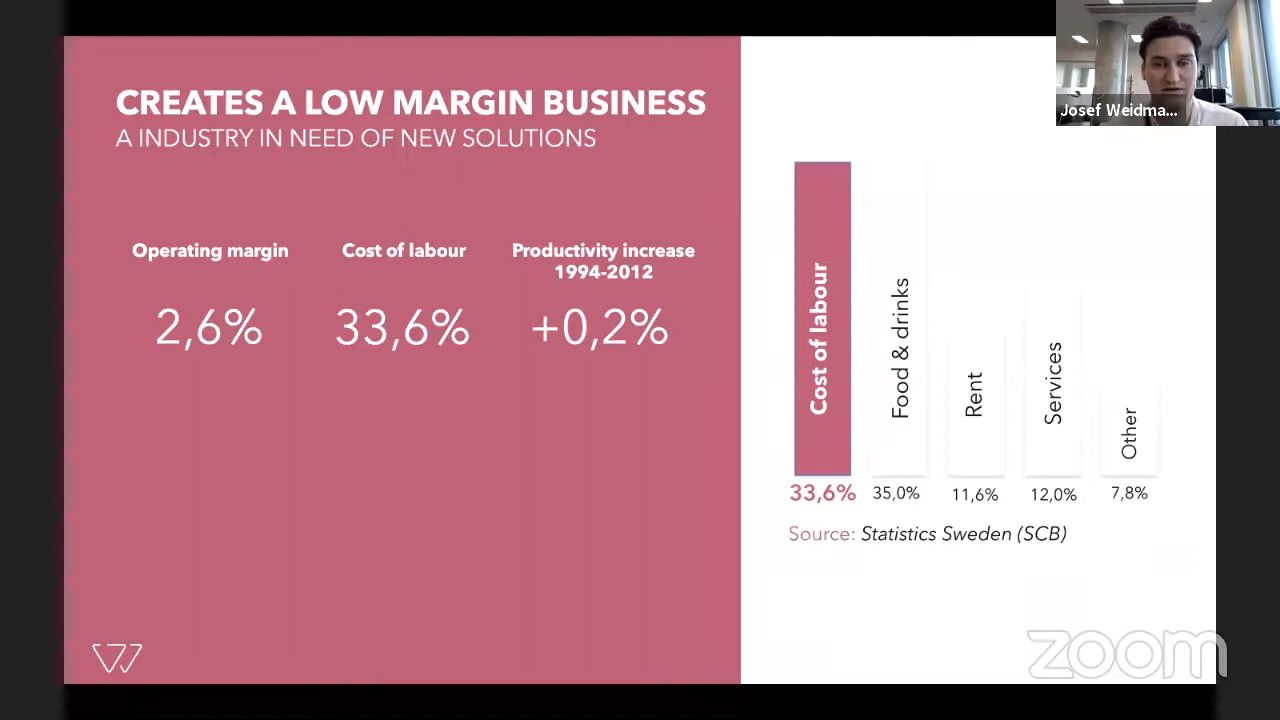 CREATES A LOW MARGIN BUSINESS
A INDUSTRY IN NEED OF NEW SOLUTIONS
Operating margin
2,6%
Cost of labour
33,6%
Productivity increase
1994-2012
+0,2%
Josef Weidma...
Cost of labour
Food & drinks
Rent
Services
Other
33,6%
35,0%
11,6%
12,0%
7,8%
Source: Statistics Sweden (SCB)
zoom